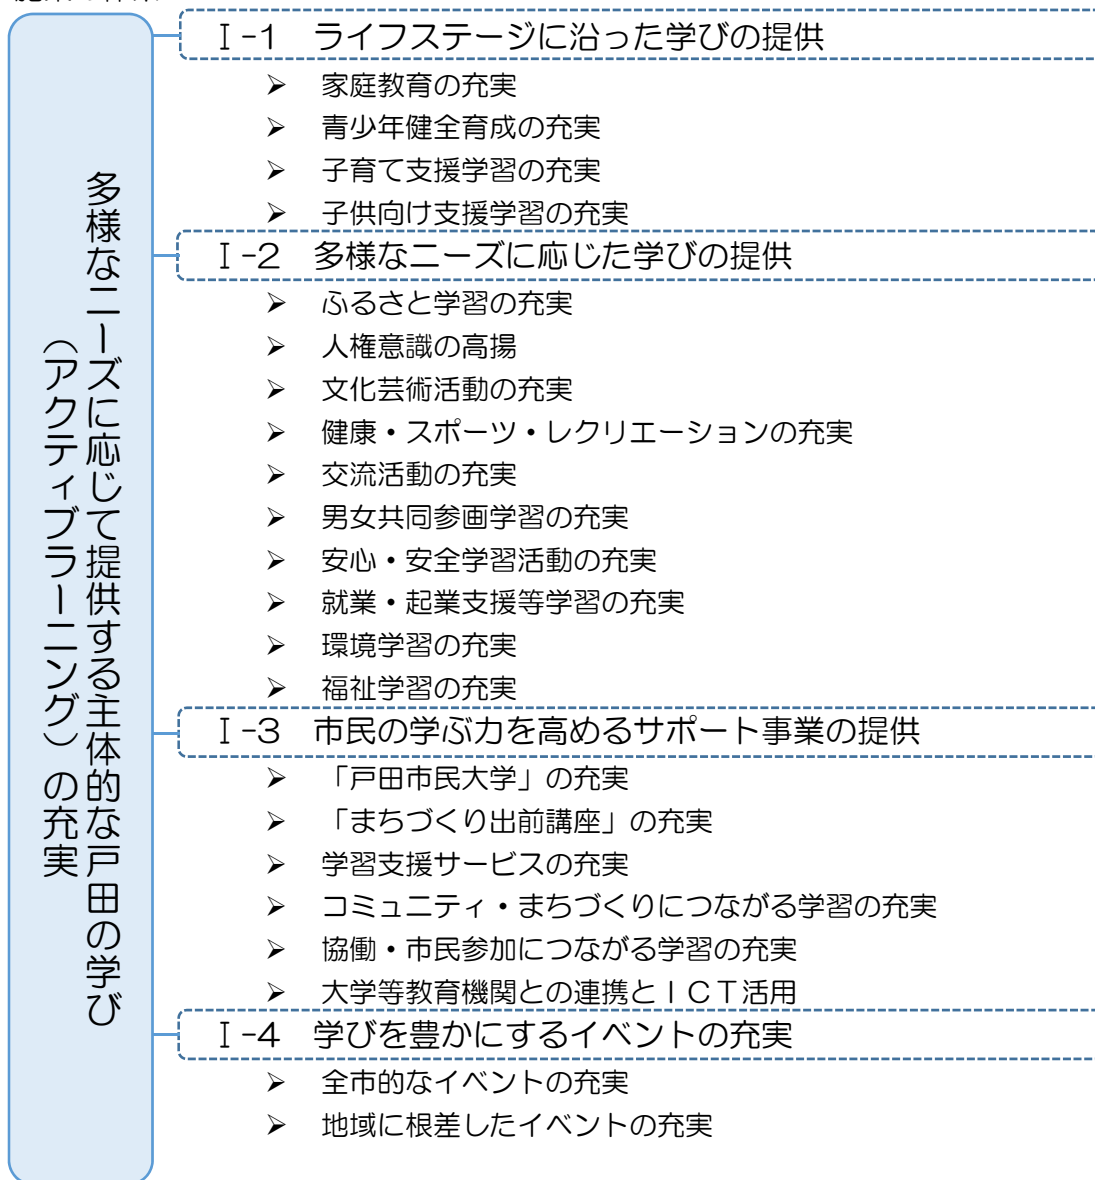 多様なニーズに応じて提供する主体的な戸田の学び
（アクティブラーニング）の充実
Ⅰ-1 ライフステージに沿った学びの提供
➢ 家庭教育の充実
➢ 青少年健全育成の充実
➢ 子育て支援学習の充実
➢ 子供向け支援学習の充実
Ⅰ-2 多様なニーズに応じた学びの提供
➢ ふるさと学習の充実
➢ 人権意識の高揚
➢ 文化芸術活動の充実
➢ 健康・スポーツ・レクリエーションの充実
➢ 交流活動の充実
➢ 男女共同参画学習の充実
➢ 安心・安全学習活動の充実
➢ 就業・起業支援等学習の充実
➢ 環境学習の充実
➢ 福祉学習の充実
Ⅰ-3 市民の学ぶ力を高めるサポート事業の提供
➢ 「戸田市民大学」の充実
➢ 「まちづくり出前講座」の充実
➢ 学習支援サービスの充実
➢ コミュニティ・まちづくりにつながる学習の充実
➢ 協働・市民参加につながる学習の充実
➢ 大学等教育機関との連携とＩＣＴ活用
Ⅰ-4 学びを豊かにするイベントの充実
➢ 全市的なイベントの充実
➢ 地域に根差したイベントの充実